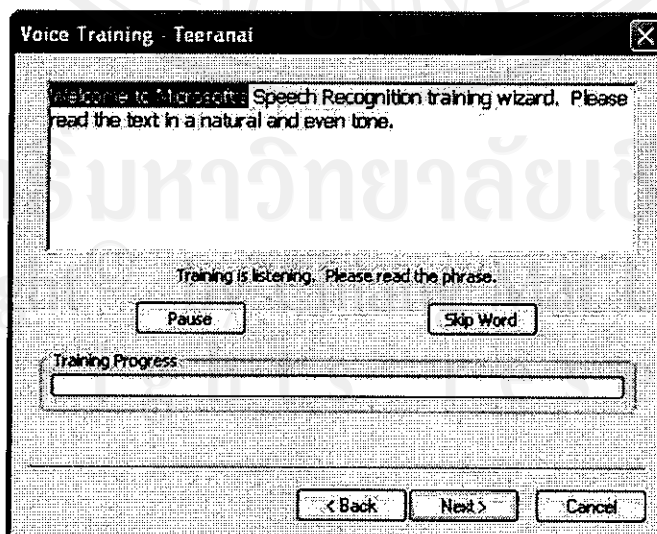 Voice Training - Teeranai
Welcome to Microsoft's Speech Recognition training wizard. Please
read the text in a natural and even tone.
Training is listening. Please read the phrase.
Pause
Skip Word
Training Progress
< Back
Next >
Cancel